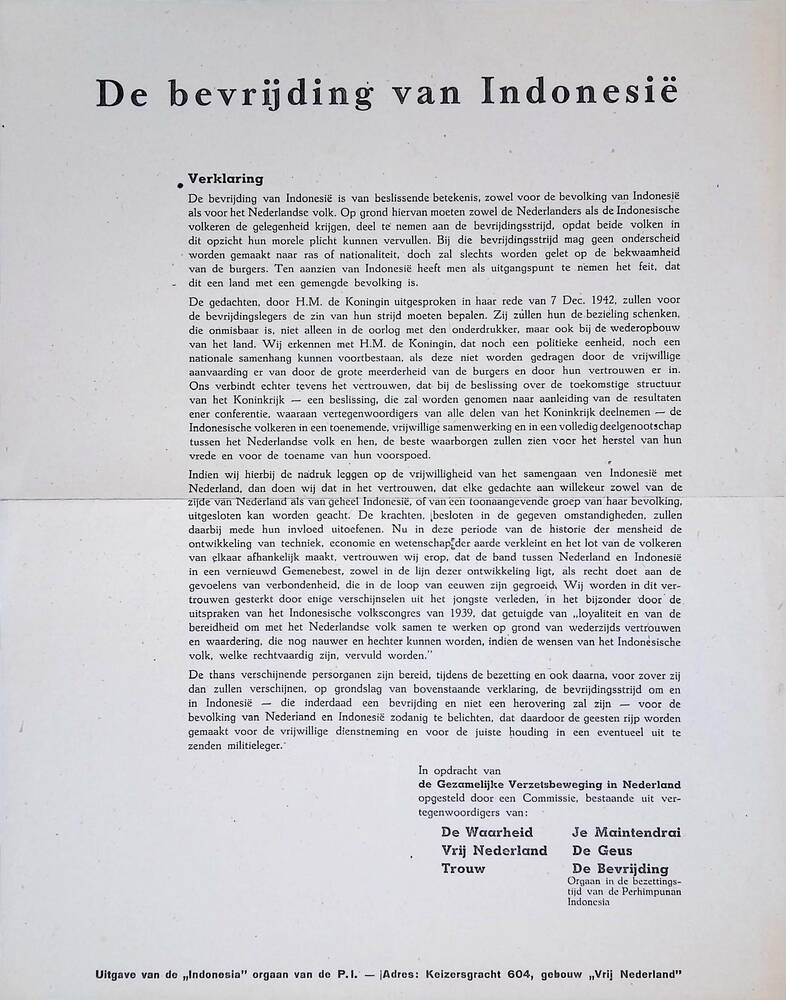 De bevrijding van Indonesië
Verklaring
De bevrijding van Indonesië is van beslissende betekenis, zowel voor de bevolking van Indonesië
als voor het Nederlandse volk. Op grond hiervan moeten zowel de Nederlanders als de Indonesische
volkeren de gelegenheid krijgen, deel te nemen aan de bevrijdingsstrijd, opdat beide volken in
dit opzicht hun morele plicht kunnen vervullen. Bij die bevrijdingsstrijd mag geen onderscheid
worden gemaakt naar ras of nationaliteit, doch zal slechts worden gelet op de bekwaamheid
van de burgers. Ten aanzien van Indonesië heeft men als uitgangspunt te nemen het feit, dat
dit een land met een gemengde bevolking is.
De gedachten, door H.M. de Koningin uitgesproken in haar rede van 7 Dec. 1942, zullen voor
de bevrijdingslegers de zin van hun strijd moeten bepalen. Zij zullen hun de bezieling schenken,
die onmisbaar is, niet alleen in de oorlog met den onderdrukker, maar ook bij de wederopbouw
van het land. Wij erkennen met H.M. de Koningin, dat noch een politieke eenheid, noch een
nationale samenhang kunnen voortbestaan, als deze niet worden gedragen door de vrijwillige
aanvaarding er van door de grote meerderheid van de burgers en door hun vertrouwen er in.
Ons verbindt echter tevens het vertrouwen, dat bij de beslissing over de toekomstige structuur
van het Koninkrijk — een beslissing, die zal worden genomen naar aanleiding van de resultaten
ener conferentie, waaraan vertegenwoordigers van alle delen van het Koninkrijk deelnemen — de
Indonesische volkeren in een toenemende, vrijwillige samenwerking en in een volledig deelgenootschap
tussen het Nederlandse volk en hen, de beste waarborgen zullen zien voor het herstel van hun
vrede en voor de toename van hun voorspoed.
Indien wij hierbij de nadruk leggen op de vrijwilligheid van het samengaan ven Indonesië met
Nederland, dan doen wij dat in het vertrouwen, dat elke gedachte aan willekeur zowel van de
zijde van Nederland als van geheel Indonesië, of van een toonaangevende groep van haar bevolking,
uitgesloten kan worden geacht. De krachten, besloten in de gegeven omstandigheden, zullen
daarbij mede hun invloed uitoefenen. Nu in deze periode van de historie der mensheid de
ontwikkeling van techniek, economie en wetenschap der aarde verkleint en het lot van de volkeren
van elkaar afhankelijk maakt, vertrouwen wij erop, dat de band tussen Nederland en Indonesië
in een vernieuwd Gemenebest, zowel in de lijn dezer ontwikkeling ligt, als recht doet aan de
gevoelens van verbondenheid, die in de loop van eeuwen zijn gegroeid. Wij worden in dit ver-
trouwen gesterkt door enige verschijnselen uit het jongste verleden, in het bijzonder door de
uitspraken van het Indonesische volkscongres van 1939, dat getuigde van „loyaliteit en van de
bereidheid om met het Nederlandse volk samen te werken op grond van wederzijds vertrouwen
en waardering, die nog nauwer en hechter kunnen worden, indien de wensen van het Indonesische
volk, welke rechtvaardig zijn, vervuld worden."
De thans verschijnende persorganen zijn bereid, tijdens de bezetting en ook daarna, voor zover zij
dan zullen verschijnen, op grondslag van bovenstaande verklaring, de bevrijdingsstrijd om en
in Indonesië — die inderdaad een bevrijding en niet een herovering zal zijn — voor de
bevolking van Nederland en Indonesië zodanig te belichten, dat daardoor de geesten rijp worden
gemaakt voor de vrijwillige dienstneming en voor de juiste houding in een eventueel uit te
zenden militieleger.
In opdracht van
de Gezamelijke Verzetsbeweging in Nederland
opgesteld door een Commissie, bestaande uit ver-
tegenwoordigers van:
De Waarheid
Vrij Nederland
Trouw
Je Maintendrai
De Geus
De Bevrijding
Orgaan in de bezettings-
tijd van de Perhimpunan
Indonesia
Uitgave van de „Indonesia" orgaan van de P.I. — Adres: Keizersgracht 604, gebouw „Vrij Nederland"